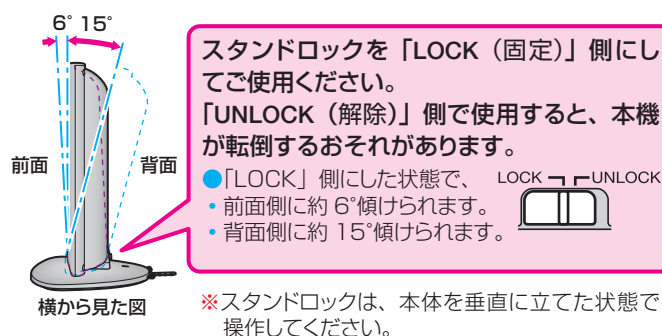 6° 15°
前面
背面
横から見た図
スタンドロックを「LOCK（固定）」側にし
てご使用ください。
「UNLOCK（解除）」側で使用すると、本機
が転倒するおそれがあります。
●「LOCK」側にした状態で、
・前面側に約 6°傾けられます。
・背面側に約 15°傾けられます。
LOCK UNLOCK
※スタンドロックは、本体を垂直に立てた状態で
操作してください。